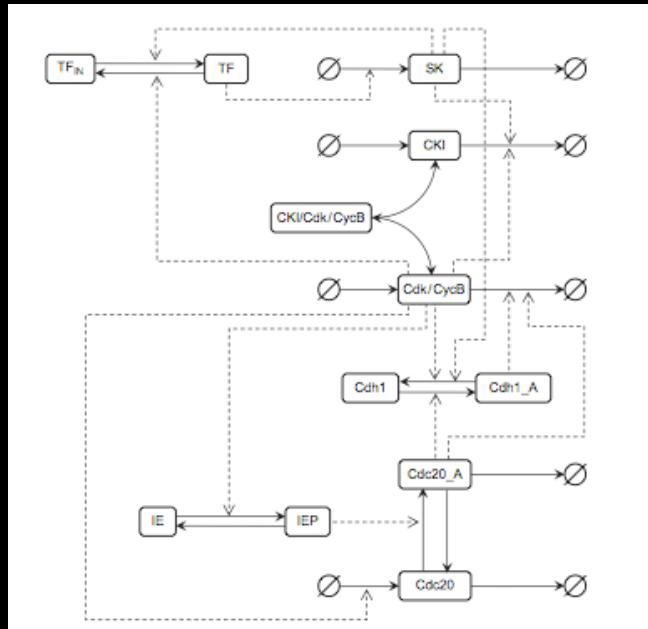 TF_IN
TF
SK
CKI
CKI/Cdk/CycB
Cdk/CycB
Cdh1
Cdh1_A
Cdc20_A
IE
IEP
Cdc20